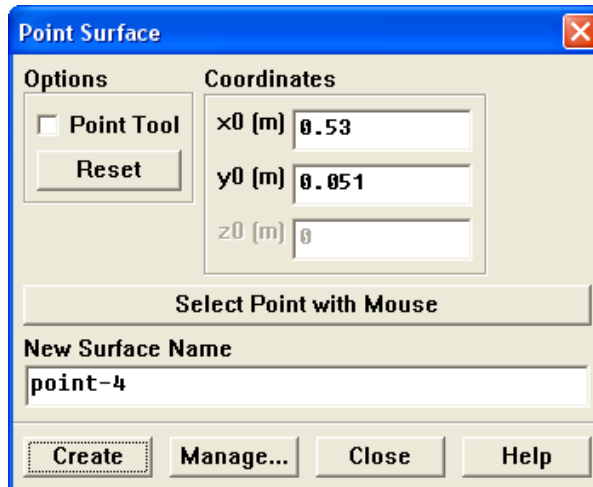 Point Surface
Options
Coordinates
Point Tool
Reset
x0 (m) 0.53
y0 (m) 0.051
z0 (m) 0
Select Point with Mouse
New Surface Name
point-4
Create Manage... Close Help